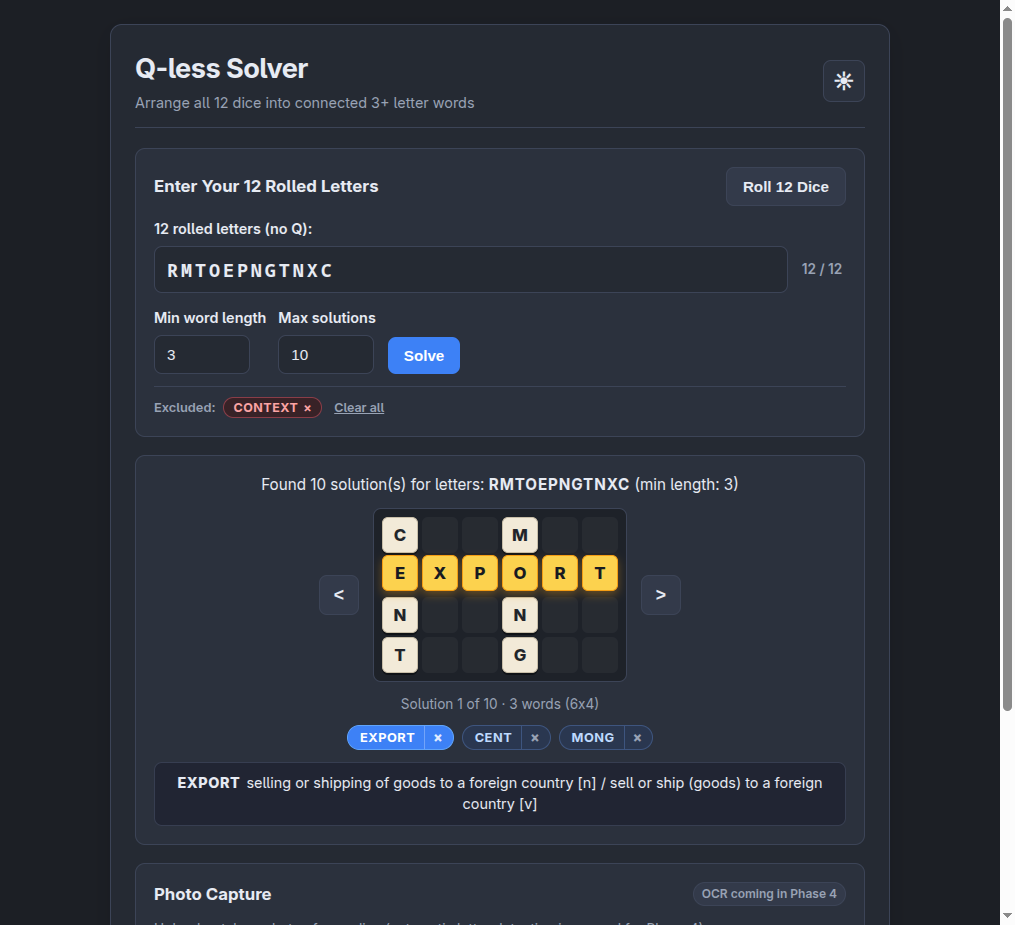 Q-less Solver
Arrange all 12 dice into connected 3+ letter words
Enter Your 12 Rolled Letters
Roll 12 Dice
12 rolled letters (no Q):
RMTOEPNGTNXC
12 / 12
Min word length Max solutions
3 10 Solve
Excluded: CONTEXT × Clear all
Found 10 solution(s) for letters: RMTOEPNGTNXC (min length: 3)
C M
E X P O R T
< >
N N
T G
Solution 1 of 10 · 3 words (6x4)
EXPORT × CENT × MONG ×
EXPORT selling or shipping of goods to a foreign country [n] / sell or ship (goods) to a foreign
country [v]
Photo Capture
OCR coming in Phase 4